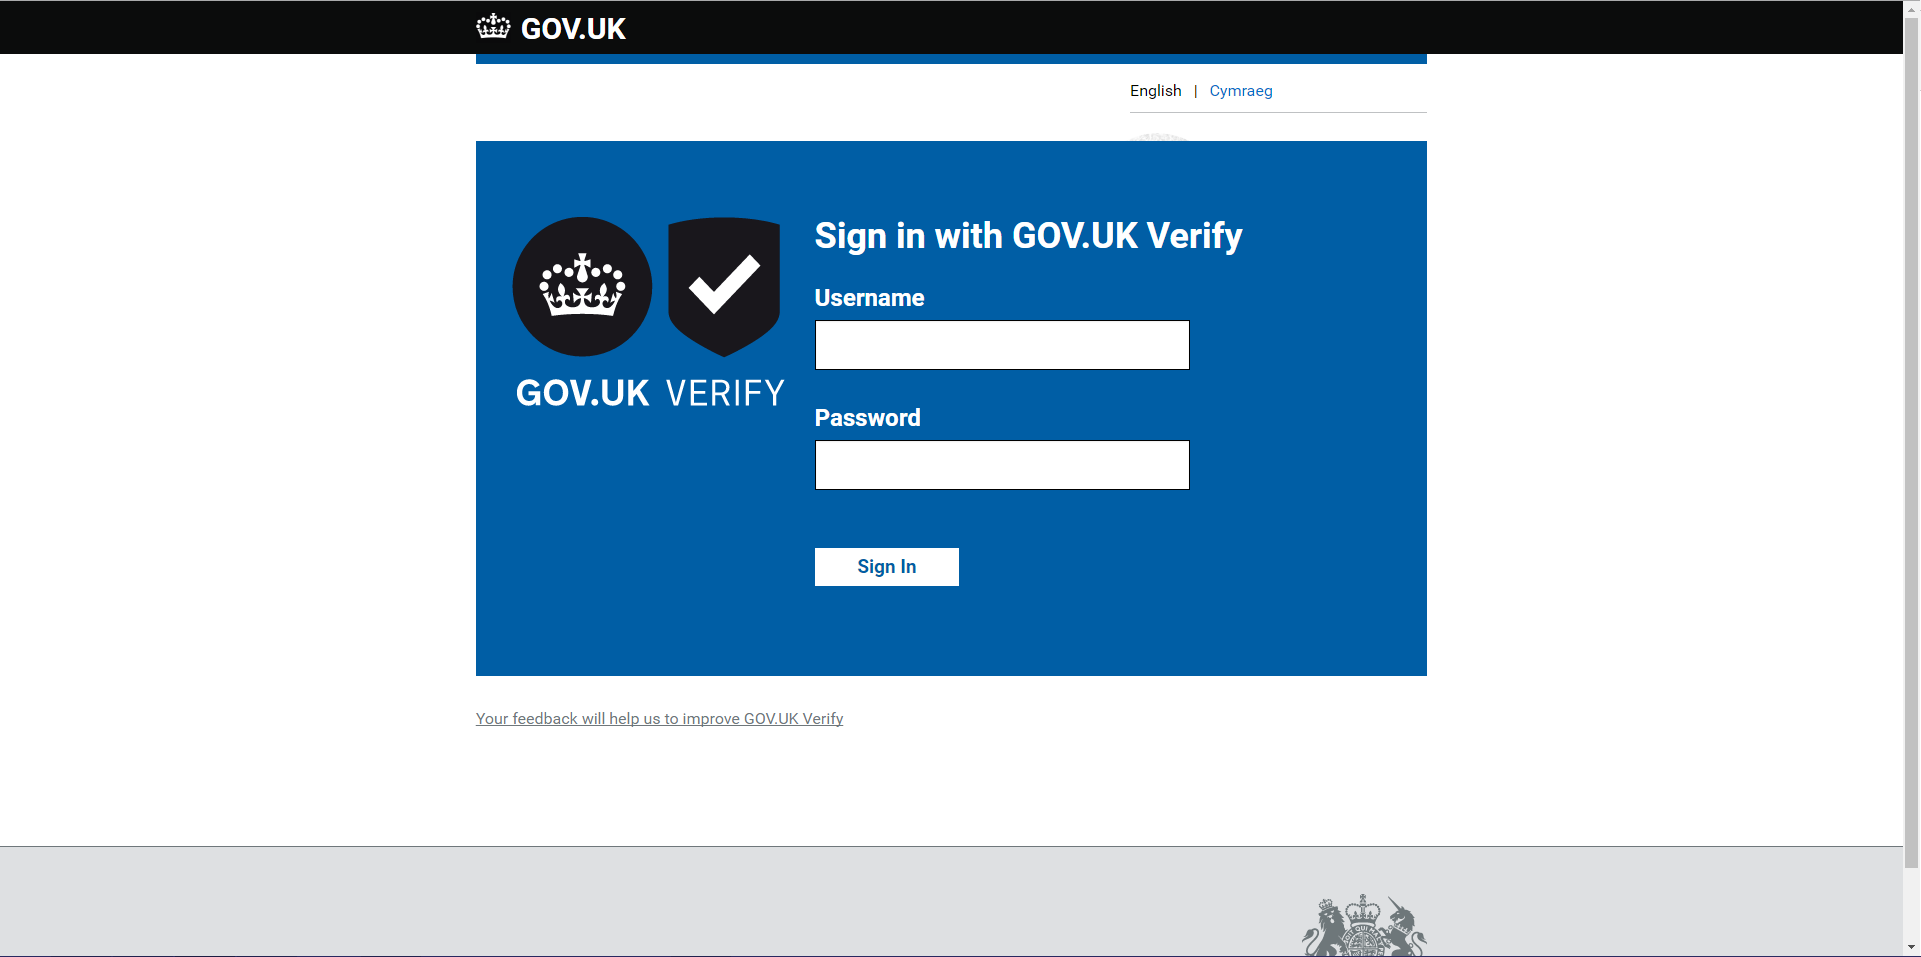 GOV.UK
English | Cymraeg
Sign in with GOV.UK Verify
Username
GOV.UK VERIFY
Password
Sign In
Your feedback will help us to improve GOV.UK Verify